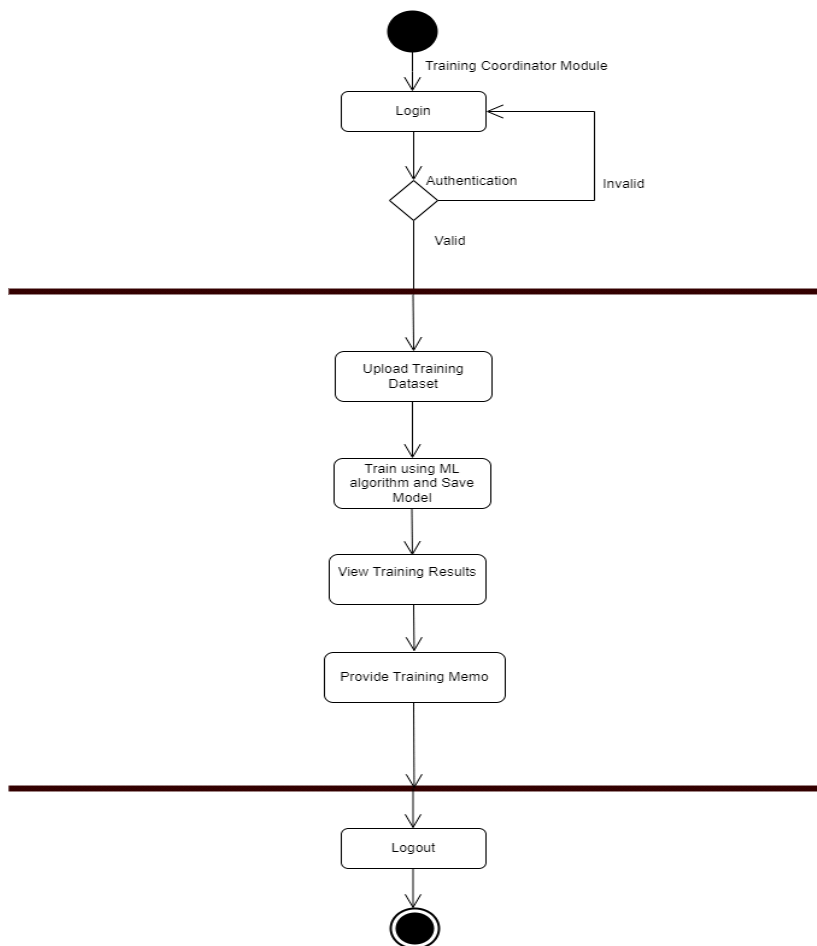 Training Coordinator Module
Login
Authentication
Invalid
Valid
Upload Training
Dataset
Train using ML
algorithm and Save
Model
View Training Results
Provide Training Memo
Logout